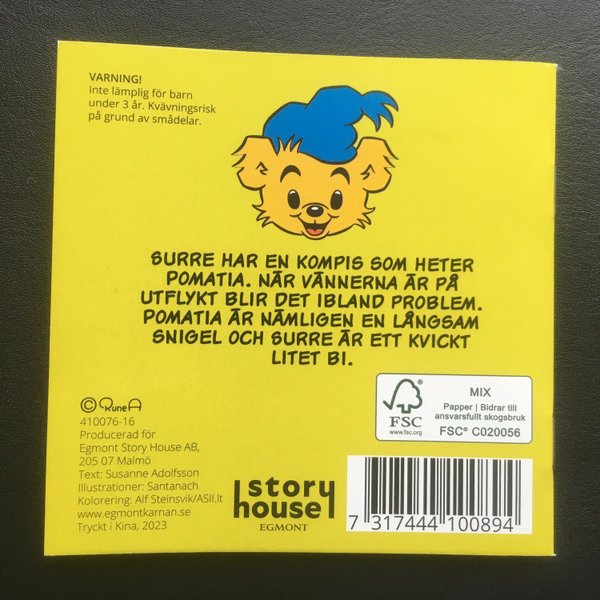 VARNING!
Inte lämplig för barn
under 3 år. Kvävningsrisk
på grund av smådelar.
SURRE HAR EN KOMPIS SOM HETER
POMATIA. NÄR VÄNNERNA ÄR PÅ
UTFLYKT BLIR DET IBLAND PROBLEM.
POMATIA ÄR NÄMLIGEN EN LÅNGSAM
SNIGEL OCH SURRE ÄR ETT KVICKT
LITET BI.
© Rune A
410076-16
Producerad för
Egmont Story House AB,
205 07 Malmö
Text: Susanne Adolfsson
Illustrationer: Santanach
Kolorering: Alf Steinsvik/ASII.lt
www.egmontkarnan.se
Tryckt i Kina, 2023
story
house
EGMONT
FSC
www.fsc.org
MIX
Papper | Bidrar till
ansvarsfullt skogsbruk
FSC® C020056
7 317444 100894